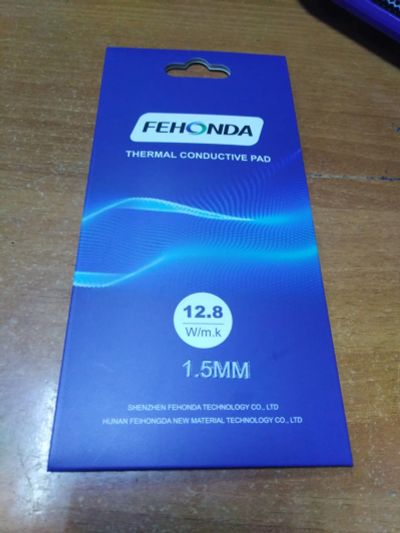 FEHONDA
THERMAL CONDUCTIVE PAD
12.8
W/m.k
1.5MM
SHENZHEN FEHONDA TECHNOLOGY CO., LTD
HUNAN FEIHONGDA NEW MATERIAL TECHNOLOGY CO., LTD